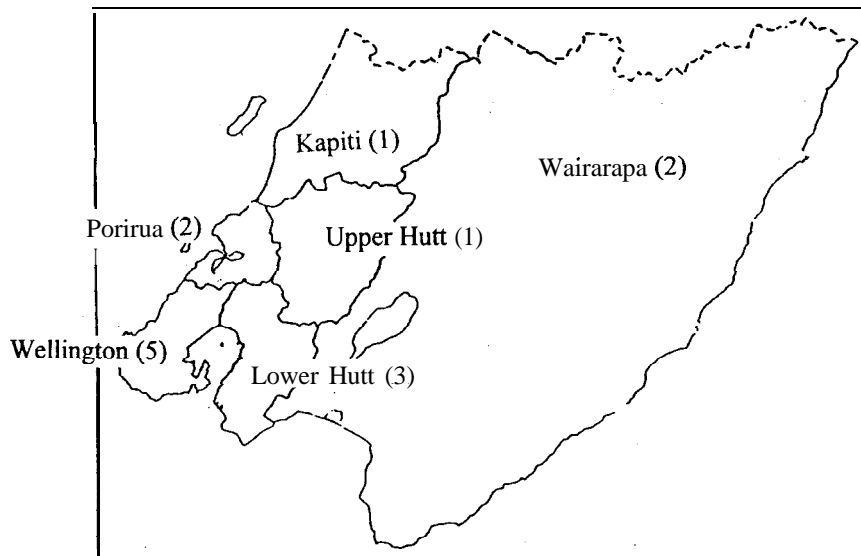 Kapiti (1)
Wairarapa (2)
Porirua (2)
Upper Hutt (1)
Wellington (5)
Lower Hutt (3)